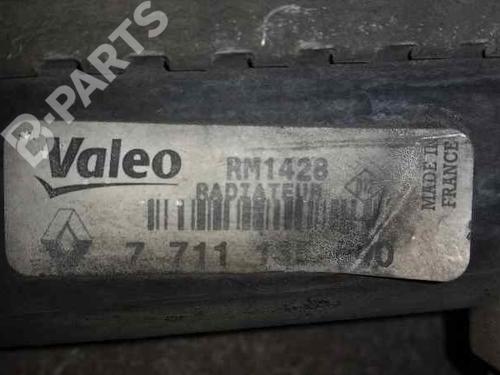 B-PARTS
Valeo
RM1428
RADIATEUR
7 711
MADE IN
FRANCE